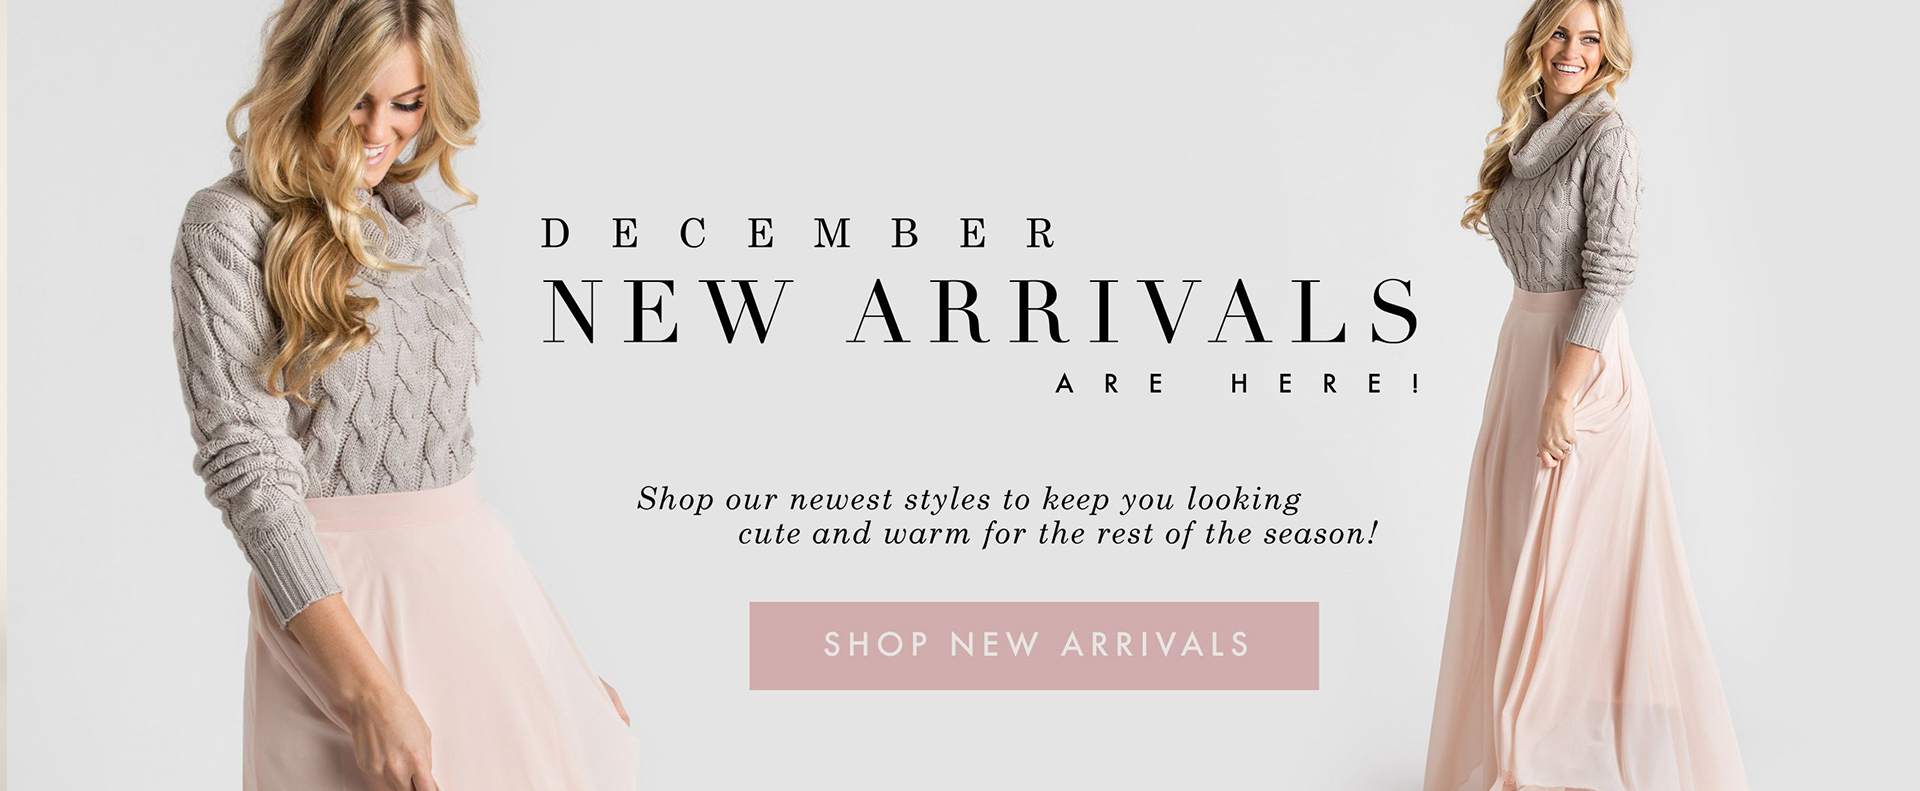 DECEMBER
NEW ARRIVALS
ARE HERE!
Shop our newest styles to keep you looking
cute and warm for the rest of the season!
SHOP NEW ARRIVALS